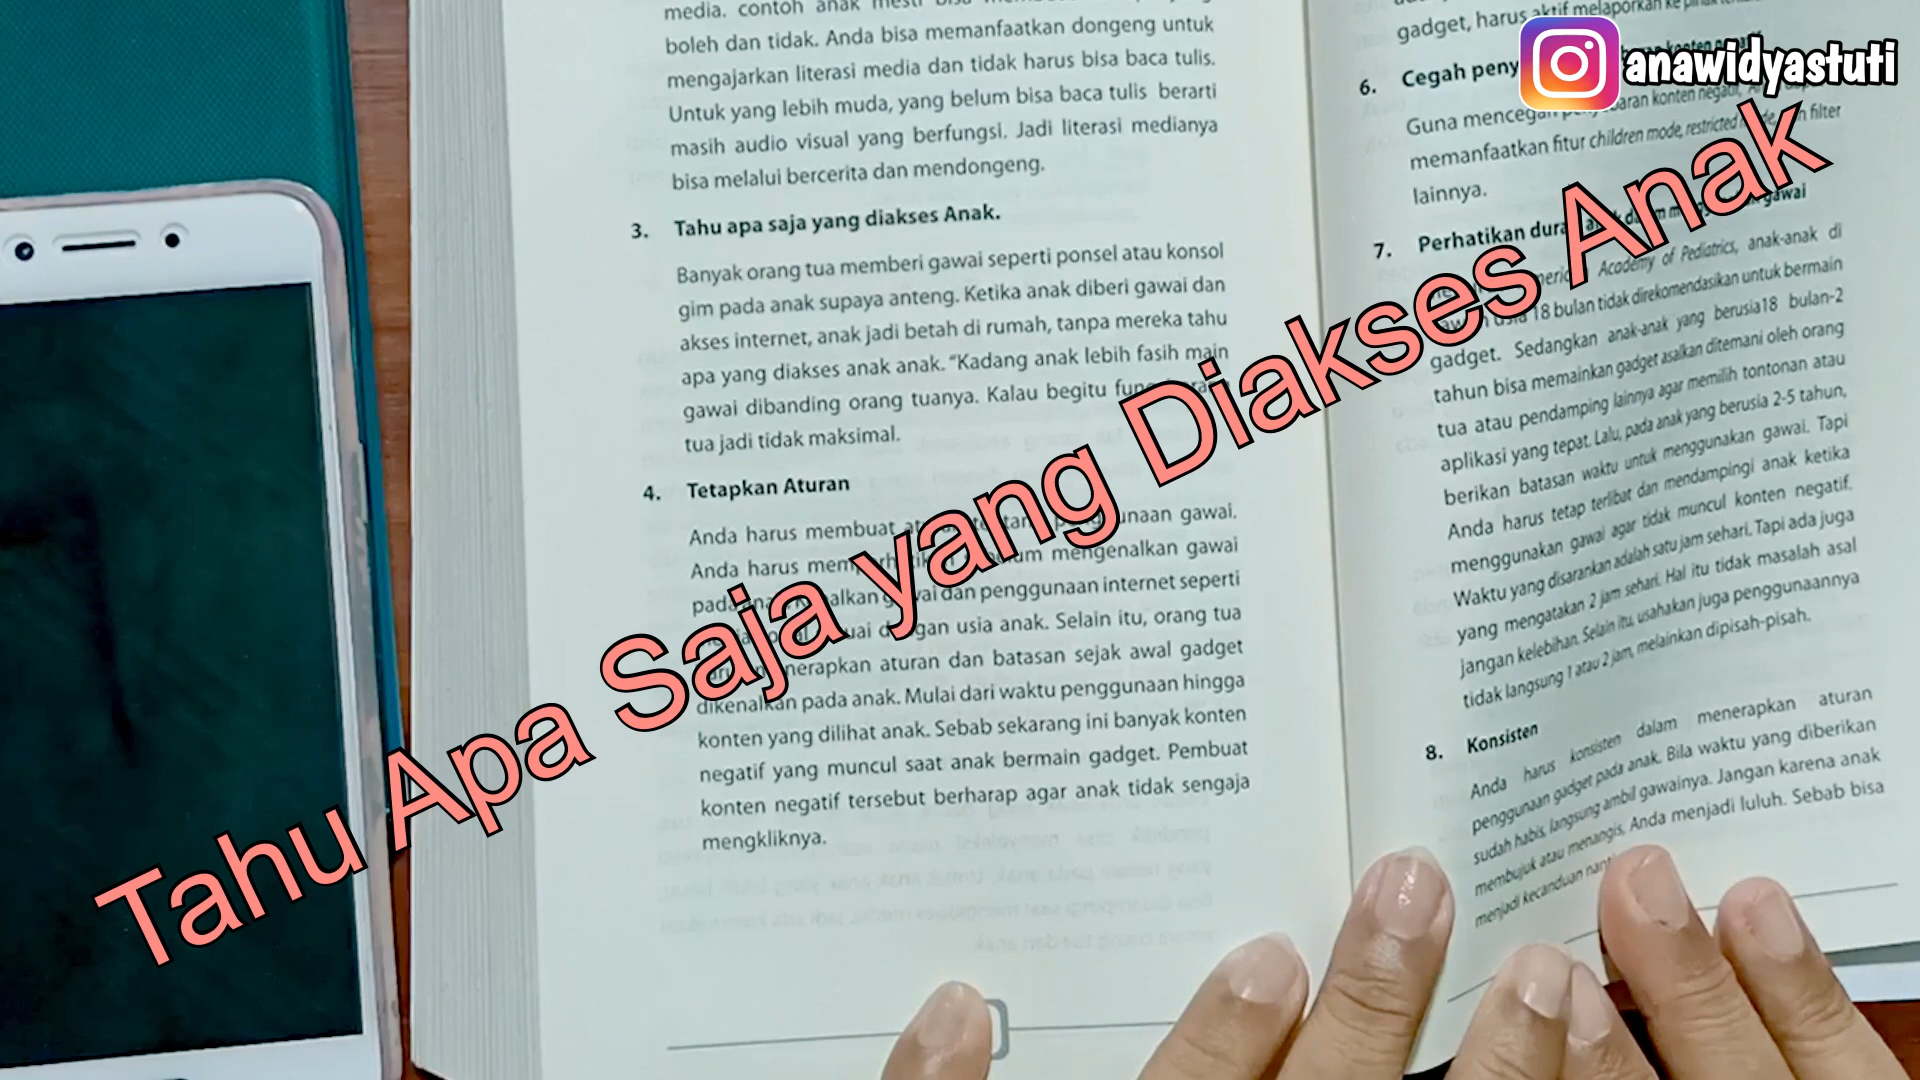 boleh dan tidak. Anda bisa memanfaatkan dongeng untuk
mengajarkan literasi media dan tidak harus bisa baca tulis.
Untuk yang lebih muda, yang belum bisa baca tulis berarti
masih audio visual yang berfungsi. Jadi literasi medianya
bisa melalui bercerita dan mendongeng.
3. Tahu apa saja yang diakses Anak.
Banyak orang tua memberi gawai seperti ponsel atau konsol
gim pada anak supaya anteng. Ketika anak diberi gawai dan
akses internet, anak jadi betah di rumah, tanpa mereka tahu
apa yang diakses anak anak. "Kadang anak lebih fasih main
gawai dibanding orang tuanya. Kalau begitu
tua jadi tidak maksimal.
4. Tetapkan Aturan
Anda harus membuat penggunaan gawai.
Anda harus mengenalkan gawai
dan penggunaan internet seperti
dengan usia anak. Selain itu, orang tua
menerapkan aturan dan batasan sejak awal gadget
dikenalkan pada anak. Mulai dari waktu penggunaan hingga
konten yang dilihat anak. Sebab sekarang ini banyak konten
negatif yang muncul saat anak bermain gadget. Pembuat
konten negatif tersebut berharap agar anak tidak sengaja
mengkliknya.
gadget, harus aktif melaporkan ke
6. Cegah
Guna mencegah konten negatif,
memanfaatkan fitur children mode, restricted filter
lainnya.
7. Perhatikan gawai
Academy of Pediatrics, anak-anak di
usia 18 bulan tidak direkomendasikan untuk bermain
gadget. Sedangkan anak-anak yang berusia18 bulan-2
tahun bisa memainkan gadget asalkan ditemani oleh orang
tua atau pendamping lainnya agar memilih tontonan atau
aplikasi yang tepat. Lalu, pada anak yang berusia 2-5 tahun,
berikan batasan waktu untuk menggunakan gawai. Tapi
Anda harus tetap terlibat dan mendampingi anak ketika
menggunakan gawai agar tidak muncul konten negatif.
Waktu yang disarankan adalah satu jam sehari. Tapi ada juga
yang mengatakan 2 jam sehari. Hal itu tidak masalah asal
jangan kelebihan. Selain itu, usahakan juga penggunaannya
tidak langsung 1 atau 2 jam, melainkan dipisah-pisah.
8. Konsisten
Anda harus konsisten dalam menerapkan aturan
penggunaan gadget pada anak. Bila waktu yang diberikan
sudah habis, langsung ambil gawainya. Jangan karena anak
membujuk atau menangis, Anda menjadi luluh. Sebab bisa
menjadi kecanduan
anawidyastuti
Tahu Apa Saja yang Diakses Anak